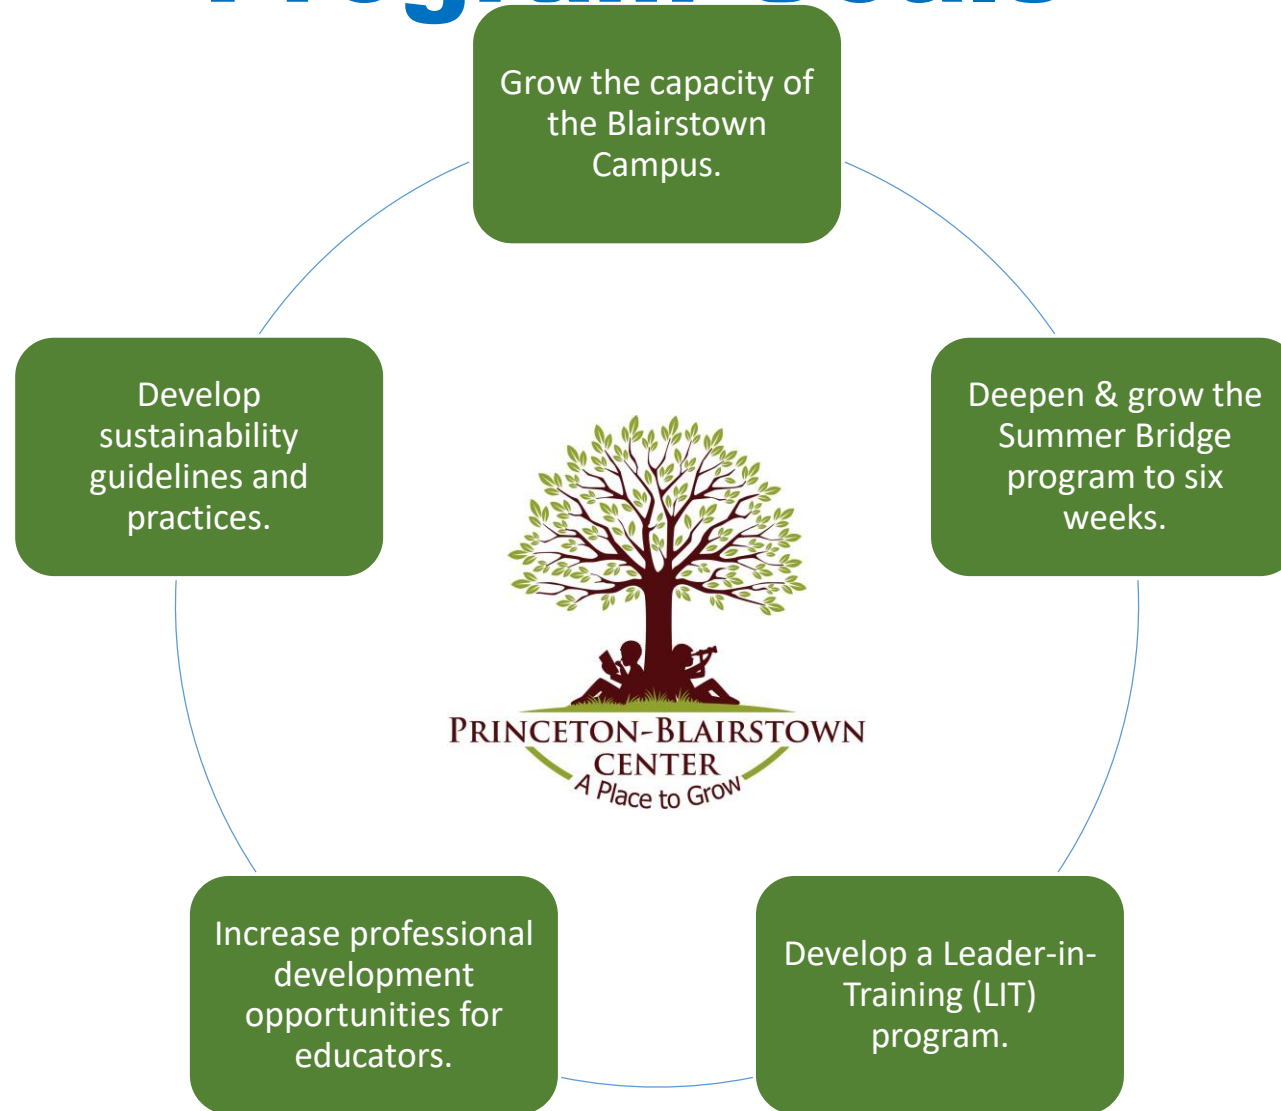 Program Goals
Grow the capacity of
the Blairstown
Campus.
Deepen & grow the
Summer Bridge
program to six
weeks.
Develop a Leader-in-
Training (LIT)
program.
Increase professional
development
opportunities for
educators.
Develop
sustainability
guidelines and
practices.
PRINCETON-BLAIRSTOWN
CENTER
A Place to Grow